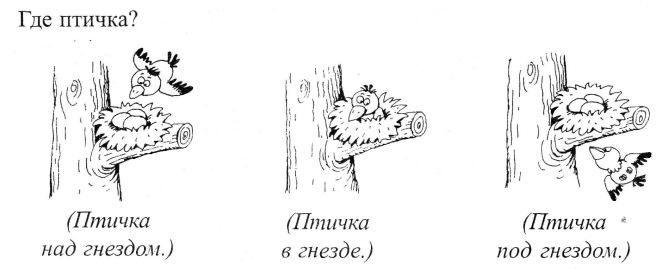 Где птичка?
(Птичка
над гнездом.)
(Птичка
в гнезде.)
(Птичка
под гнездом.)